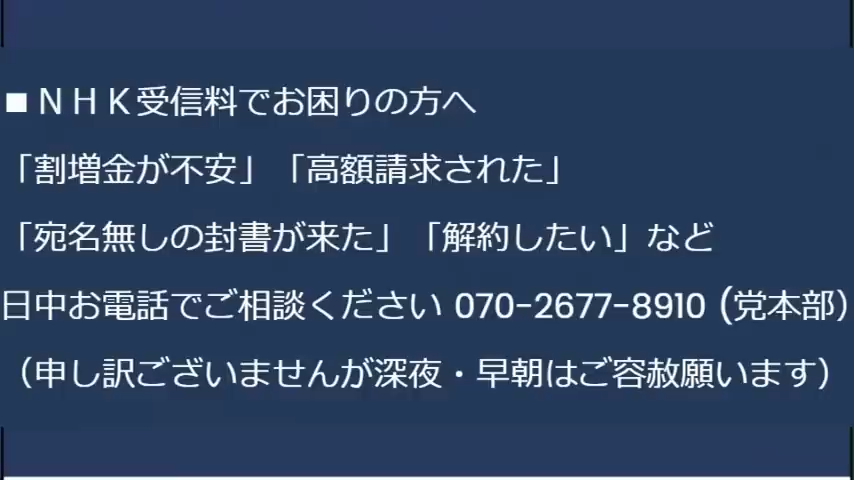 ■ＮＨＫ受信料でお困りの方へ
「割増金が不安」「高額請求された」
「宛名無しの封書が来た」「解約したい」など
日中お電話でご相談ください 070-2677-8910 (党本部)
（申し訳ございませんが深夜・早朝はご容赦願います）